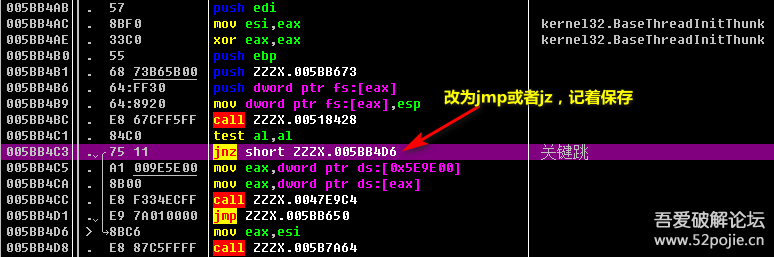 005BB4AB . 57 push edi
005BB4AC . 8BF0 mov esi,eax kernel32.BaseThreadInitThunk
005BB4AE . 33C0 xor eax,eax kernel32.BaseThreadInitThunk
005BB4B0 . 55 push ebp
005BB4B1 . 68 73B65B00 push ZZZX.005BB673
005BB4B6 . 64:FF30 push dword ptr fs:[eax]
005BB4B9 . 64:8920 mov dword ptr fs:[eax],esp
改为jmp或者jz，记着保存
005BB4BC . E8 67CFF5FF call ZZZX.00518428
005BB4C1 . 84C0 test al,al
005BB4C3 . 75 11 jnz short ZZZX.005BB4D6 关键跳
005BB4C5 . A1 009E5E00 mov eax,dword ptr ds:[0x5E9E00]
005BB4CA . 8B00 mov eax,dword ptr ds:[eax]
005BB4CC . E8 F334ECFF call ZZZX.0047E9C4
005BB4D1 . E9 7A010000 jmp ZZZX.005BB650
005BB4D6 > 8BC6 mov eax,esi
005BB4D8 . E8 87C5FFFF call ZZZX.005B7A64
吾爱破解论坛
www.52pojie.cn